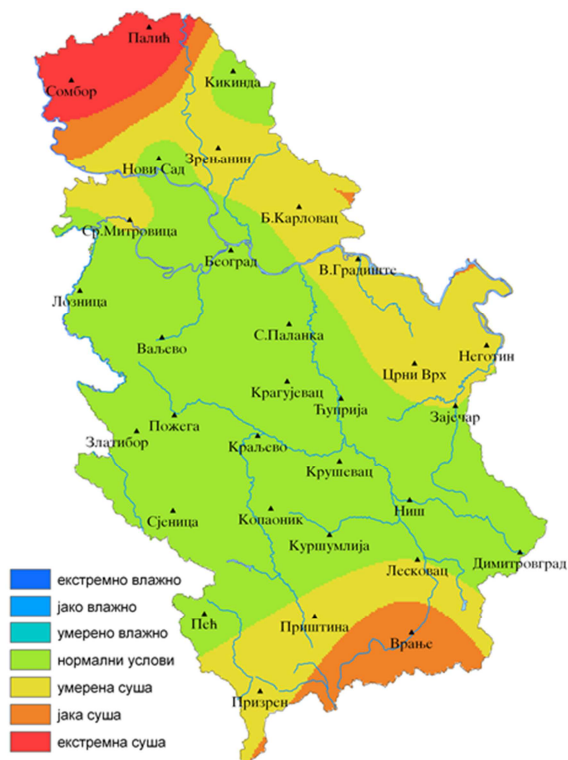 Палић
Сомбор
Кикинда
Нови Сад
Зрењанин
Б.Карловац
Ср.Митровица
Београд
В.Градиште
Лозница
Ваљево
С.Паланка
Црни Врх
Неготин
Крагујевац
Ћуприја
Зајечар
Пожега
Златибор
Краљево
Крушевац
Сјеница
Копаоник
Ниш
Куршумлија
Лесковац
Димитровград
Пећ
Приштина
Врање
Призрен
екстремно влажно
јако влажно
умерено влажно
нормални услови
умерена суша
јака суша
екстремна суша